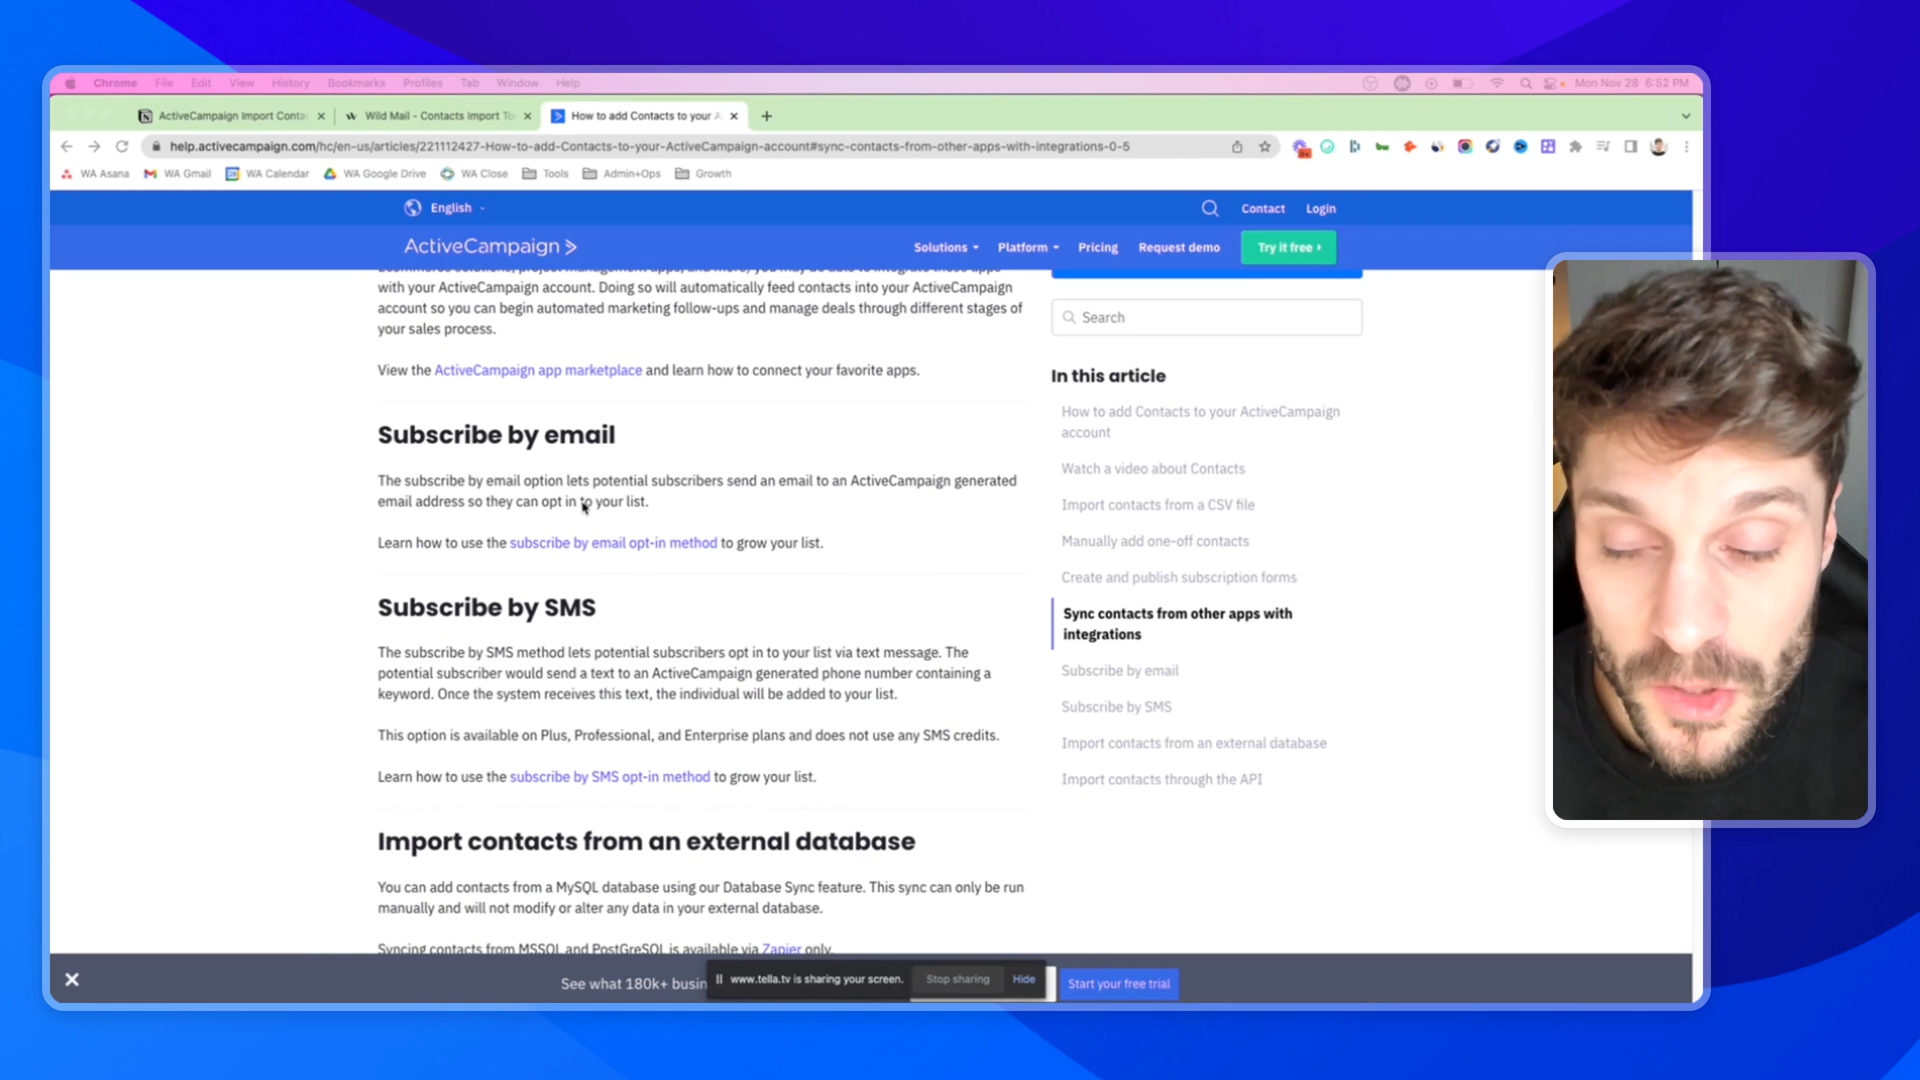 Chrome File Edit View History Bookmarks Profiles Tab Window Help
Mon Nov 28 6:52 PM
ActiveCampaign Import Conta
Wild Mail - Contacts Import To
How to add Contacts to your A
help.activecampaign.com/hc/en-us/articles/221112427-How-to-add-Contacts-to-your-ActiveCampaign-account#sync-contacts-from-other-apps-with-integrations-0-5
WA Asana WA Gmail WA Calendar WA Google Drive WA Close Tools Admin+Ops Growth
English
Contact Login
ActiveCampaign >
Solutions Platform Pricing Request demo Try it free
with your ActiveCampaign account. Doing so will automatically feed contacts into your ActiveCampaign
account so you can begin automated marketing follow-ups and manage deals through different stages of
your sales process.
View the ActiveCampaign app marketplace and learn how to connect your favorite apps.
Subscribe by email
The subscribe by email option lets potential subscribers send an email to an ActiveCampaign generated
email address so they can opt in to your list.
Learn how to use the subscribe by email opt-in method to grow your list.
Subscribe by SMS
The subscribe by SMS method lets potential subscribers opt in to your list via text message. The
potential subscriber would send a text to an ActiveCampaign generated phone number containing a
keyword. Once the system receives this text, the individual will be added to your list.
This option is available on Plus, Professional, and Enterprise plans and does not use any SMS credits.
Learn how to use the subscribe by SMS opt-in method to grow your list.
Import contacts from an external database
You can add contacts from a MySQL database using our Database Sync feature. This sync can only be run
manually and will not modify or alter any data in your external database.
Syncing contacts from MSSQL and PostGreSQL is available via Zapier only.
Search
In this article
How to add Contacts to your ActiveCampaign
account
Watch a video about Contacts
Import contacts from a CSV file
Manually add one-off contacts
Create and publish subscription forms
Sync contacts from other apps with
integrations
Subscribe by email
Subscribe by SMS
Import contacts from an external database
Import contacts through the API
See what 180k+ busin
www.tella.tv is sharing your screen. Stop sharing Hide
Start your free trial